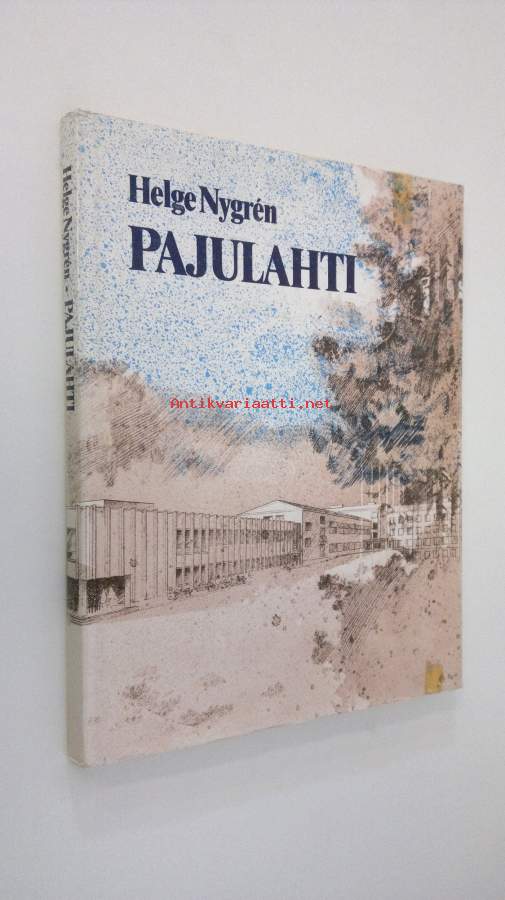 Helge Nygrén
PAJULAHTI
Helge Nygrén - PAJULAHTI
Antikvariaatti.net